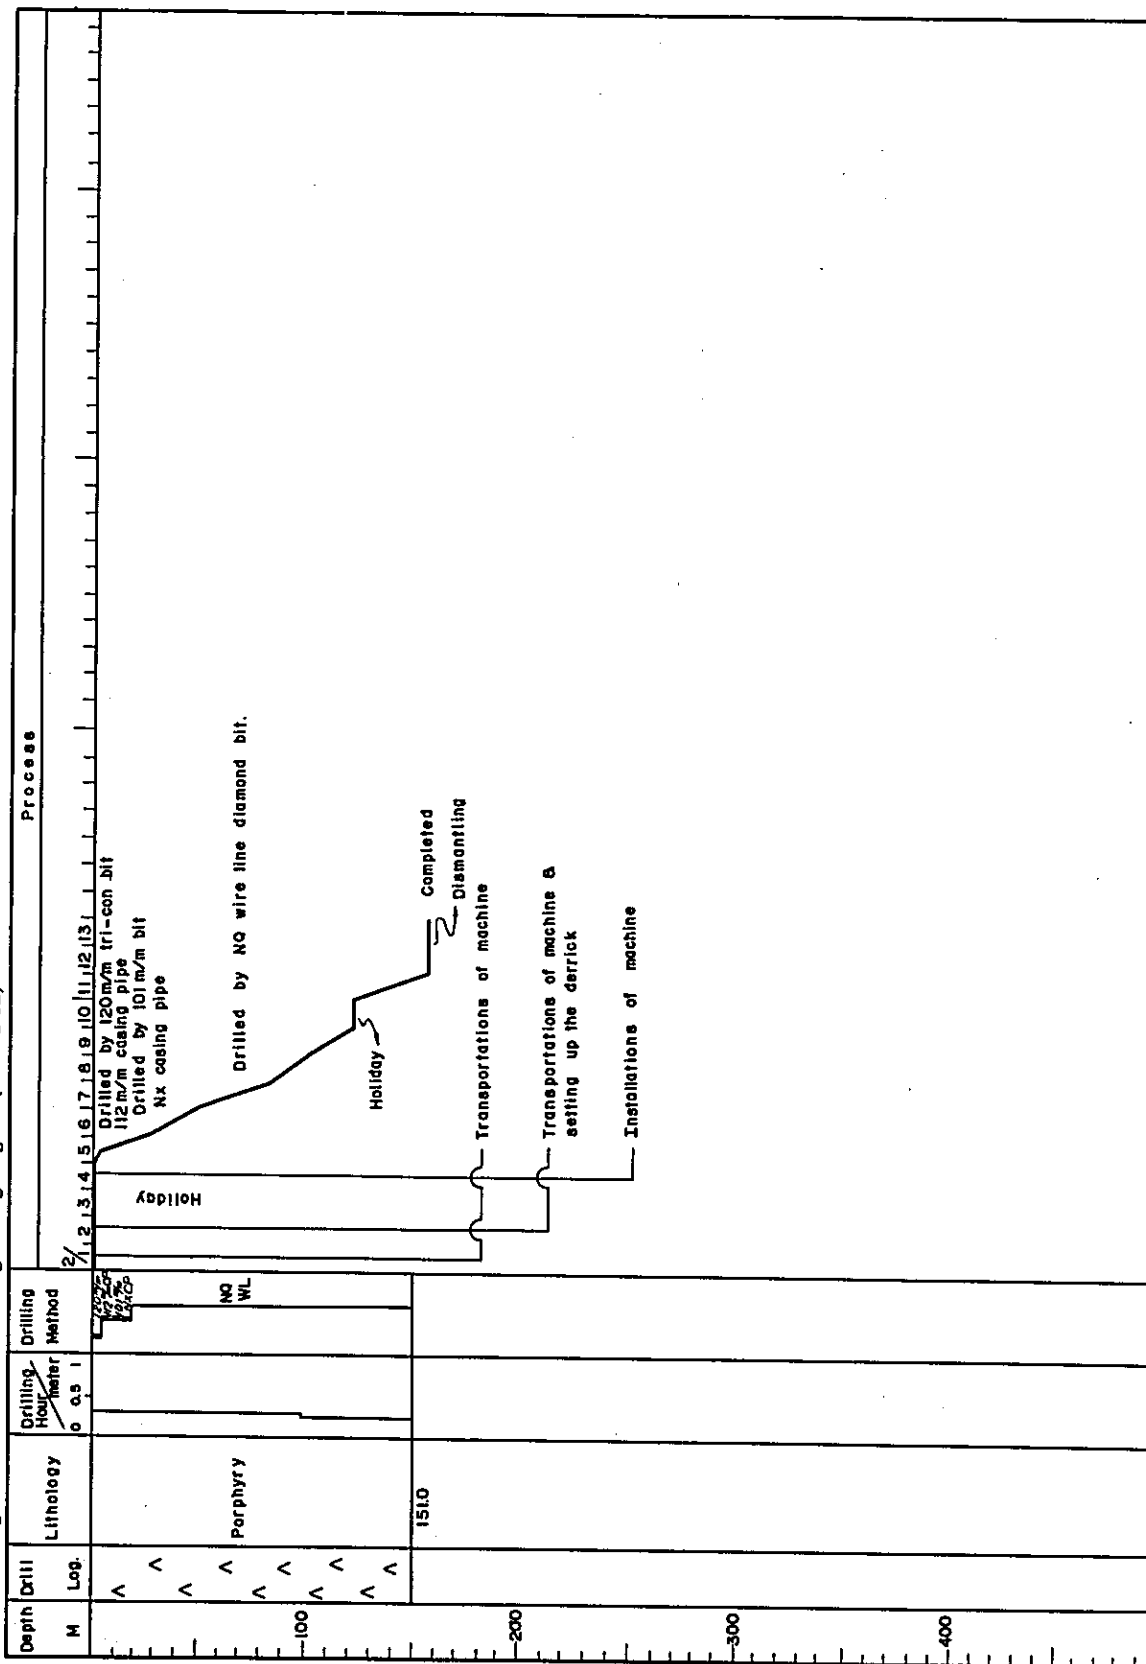 Depth
M
Drill
Log.
Lithology
Drilling
Hour/meter
0 0.5 1
Drilling
Method
Process
2/1 2 3 4 5 6 7 8 9 10 11 12 13
Porphyry
151.0
NQ
WL
Holiday
Drilled by 120m/m tri-con bit
112 m/m casing pipe
Drilled by 101 m/m bit
Nx casing pipe
Drilled by NQ wire line diamond bit.
Holiday
Completed
Dismantling
Transportations of machine
Transportations of machine &
setting up the derrick
Installations of machine
100
200
300
400